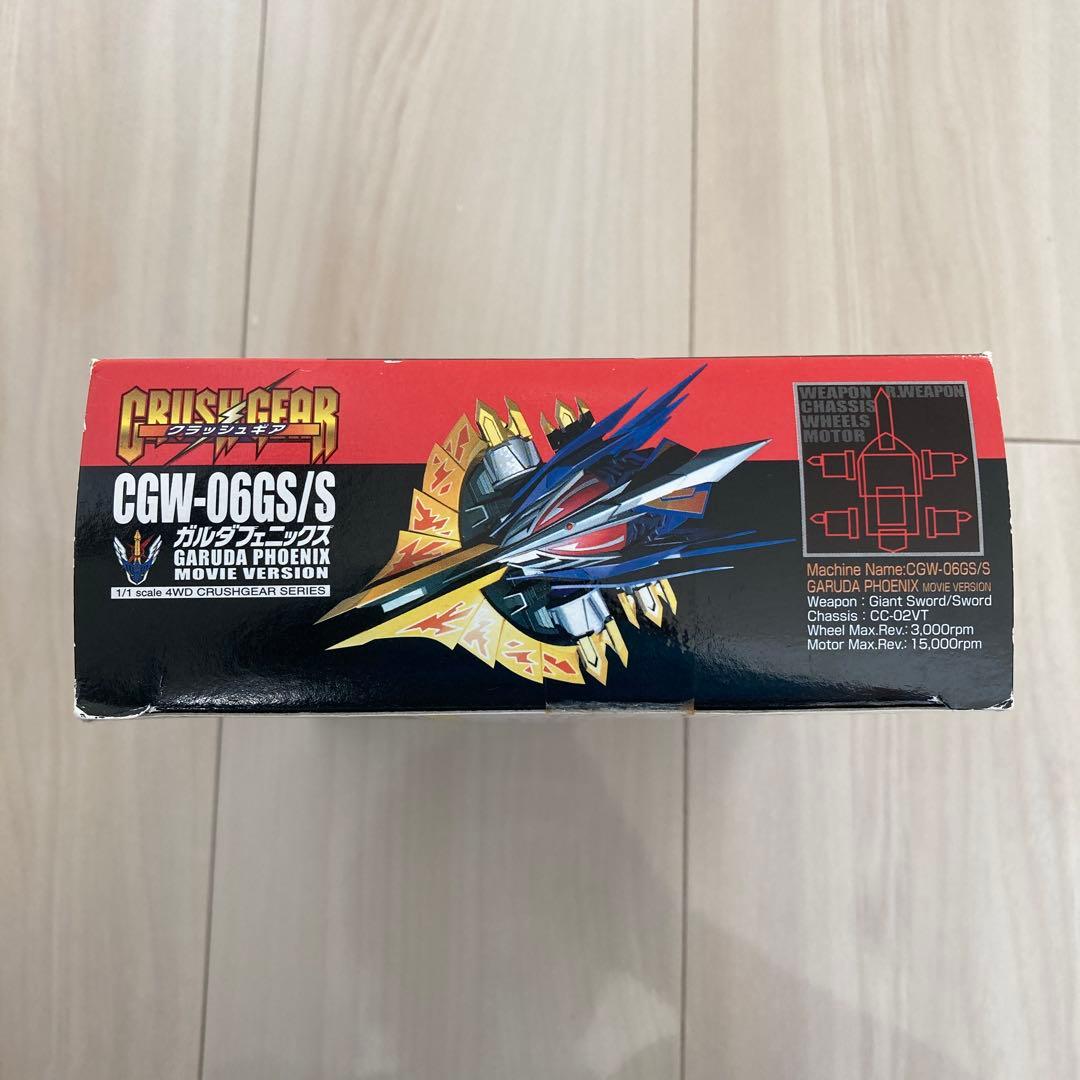 CRUSH GEAR
クラッシュギア
CGW-06GS/S
ガルダフェニックス
GARUDA PHOENIX
MOVIE VERSION
1/1 scale 4WD CRUSHGEAR SERIES
WEAPON R.WEAPON
CHASSIS
WHEELS
MOTOR
Machine Name:CGW-06GS/S
GARUDA PHOENIX MOVIE VERSION
Weapon : Giant Sword/Sword
Chassis : CC-02VT
Wheel Max.Rev.: 3,000rpm
Motor Max.Rev.: 15,000rpm